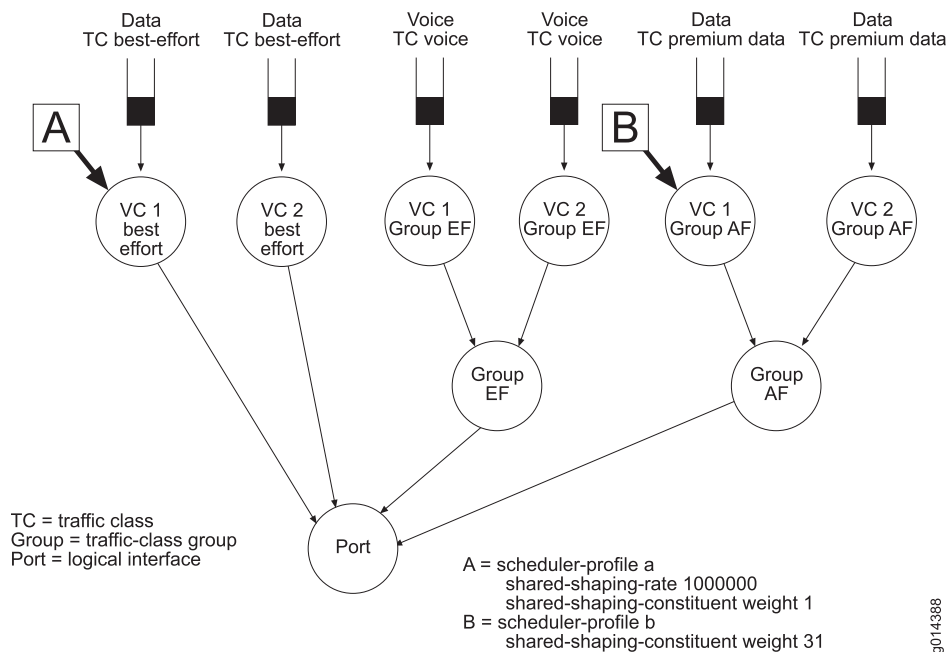 Data
TC best-effort
Data
TC best-effort
Voice
TC voice
Voice
TC voice
Data
TC premium data
Data
TC premium data
A
B
VC 1
best
effort
VC 2
best
effort
VC 1
Group EF
VC 2
Group EF
VC 1
Group AF
VC 2
Group AF
Group
EF
Group
AF
Port
TC = traffic class
Group = traffic-class group
Port = logical interface
A = scheduler-profile a
shared-shaping-rate 1000000
shared-shaping-constituent weight 1
B = scheduler-profile b
shared-shaping-constituent weight 31
g014388